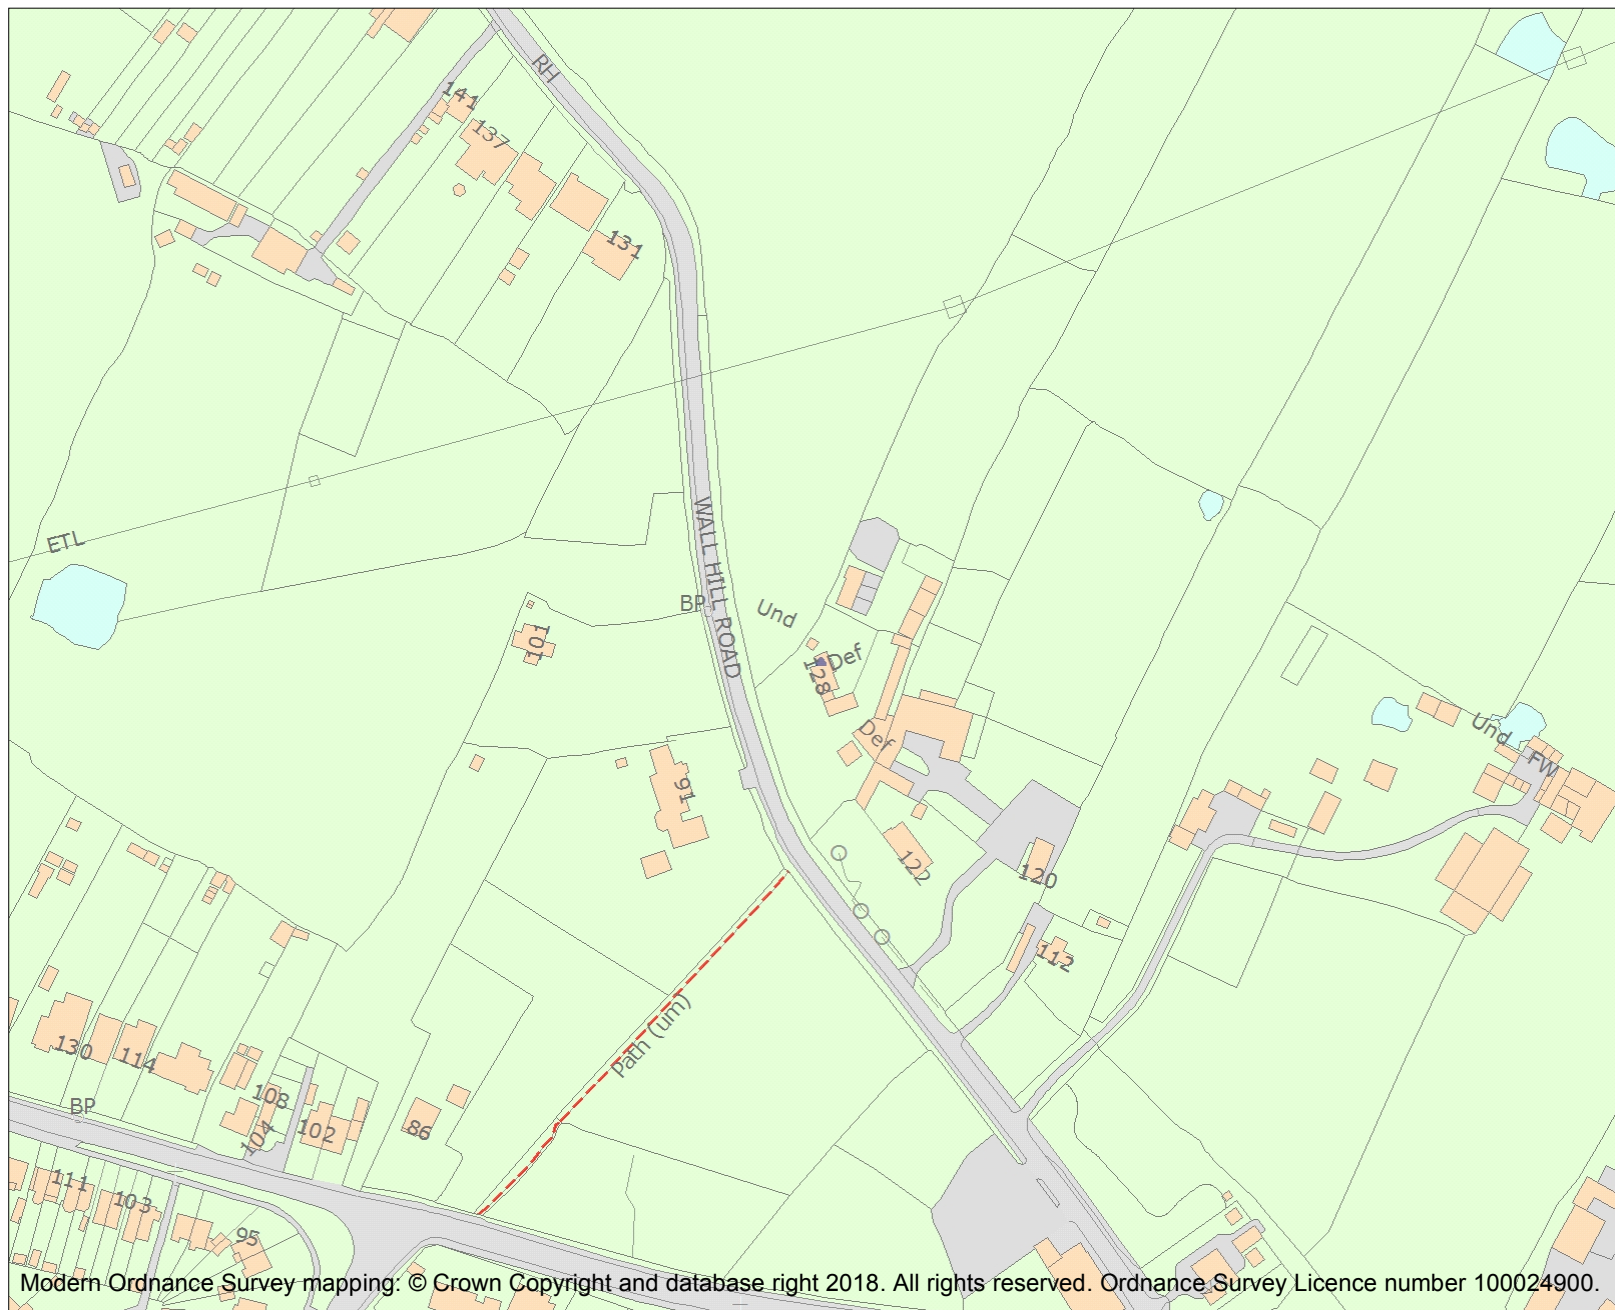 RH
141
137
131
ETL
WALL HILL ROAD
BP
Und
101
Def
128
Und
Def
FW
91
122
120
112
Path (um)
130
114
108
BP
86
102
104
111
103
95
Modern Ordnance Survey mapping: © Crown Copyright and database right 2018. All rights reserved. Ordnance Survey Licence number 100024900.